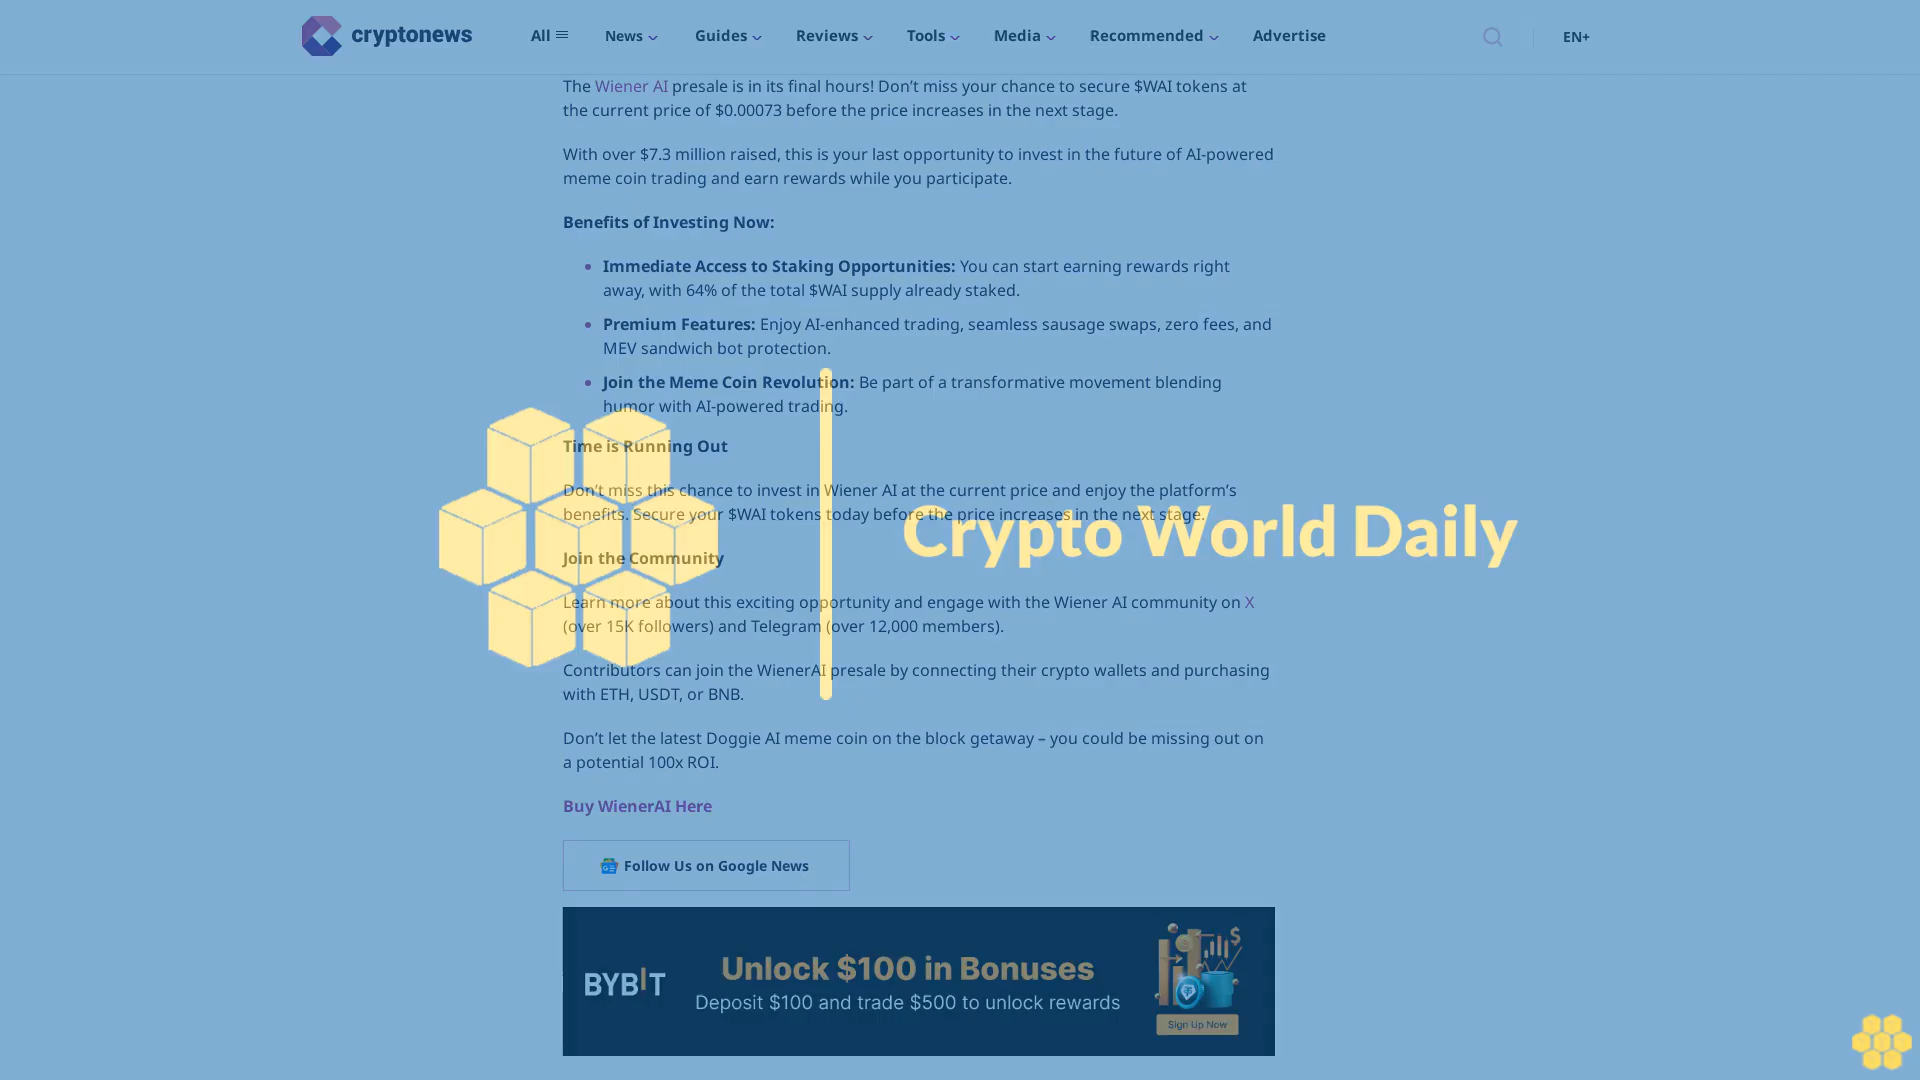 cryptonews
All News Guides Reviews Tools Media Recommended Advertise EN+
The Wiener AI presale is in its final hours! Don’t miss your chance to secure $WAI tokens at
the current price of $0.00073 before the price increases in the next stage.
With over $7.3 million raised, this is your last opportunity to invest in the future of AI-powered
meme coin trading and earn rewards while you participate.
Benefits of Investing Now:
Immediate Access to Staking Opportunities: You can start earning rewards right
away, with 64% of the total $WAI supply already staked.
Premium Features: Enjoy AI-enhanced trading, seamless sausage swaps, zero fees, and
MEV sandwich bot protection.
Join the Meme Coin Revolution: Be part of a transformative movement blending
humor with AI-powered trading.
Time is Running Out
Don’t miss this chance to invest in Wiener AI at the current price and enjoy the platform’s
benefits. Secure your $WAI tokens today before the price increases in the next stage.
Crypto World Daily
Join the Community
Learn more about this exciting opportunity and engage with the Wiener AI community on X
(over 15K followers) and Telegram (over 12,000 members).
Contributors can join the WienerAI presale by connecting their crypto wallets and purchasing
with ETH, USDT, or BNB.
Don’t let the latest Doggie AI meme coin on the block getaway – you could be missing out on
a potential 100x ROI.
Buy WienerAI Here
Follow Us on Google News
BYBIT
Unlock $100 in Bonuses
Deposit $100 and trade $500 to unlock rewards
Sign Up Now